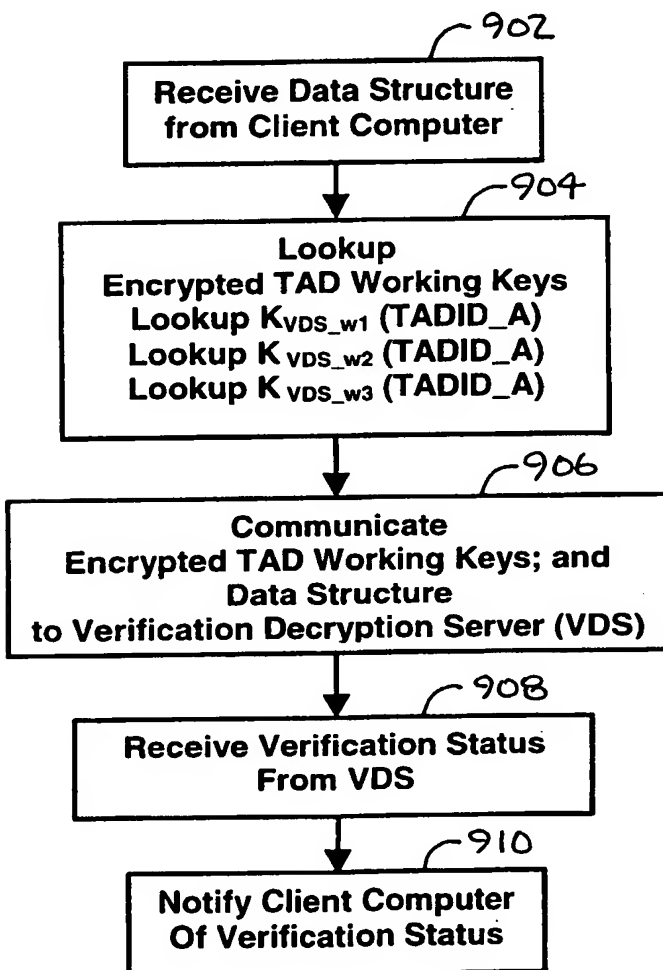 902
Receive Data Structure
from Client Computer
904
Lookup
Encrypted TAD Working Keys
Lookup KVDS_w1 (TADID_A)
Lookup K VDS_w2 (TADID_A)
Lookup K VDS_w3 (TADID_A)
906
Communicate
Encrypted TAD Working Keys; and
Data Structure
to Verification Decryption Server (VDS)
908
Receive Verification Status
From VDS
910
Notify Client Computer
Of Verification Status